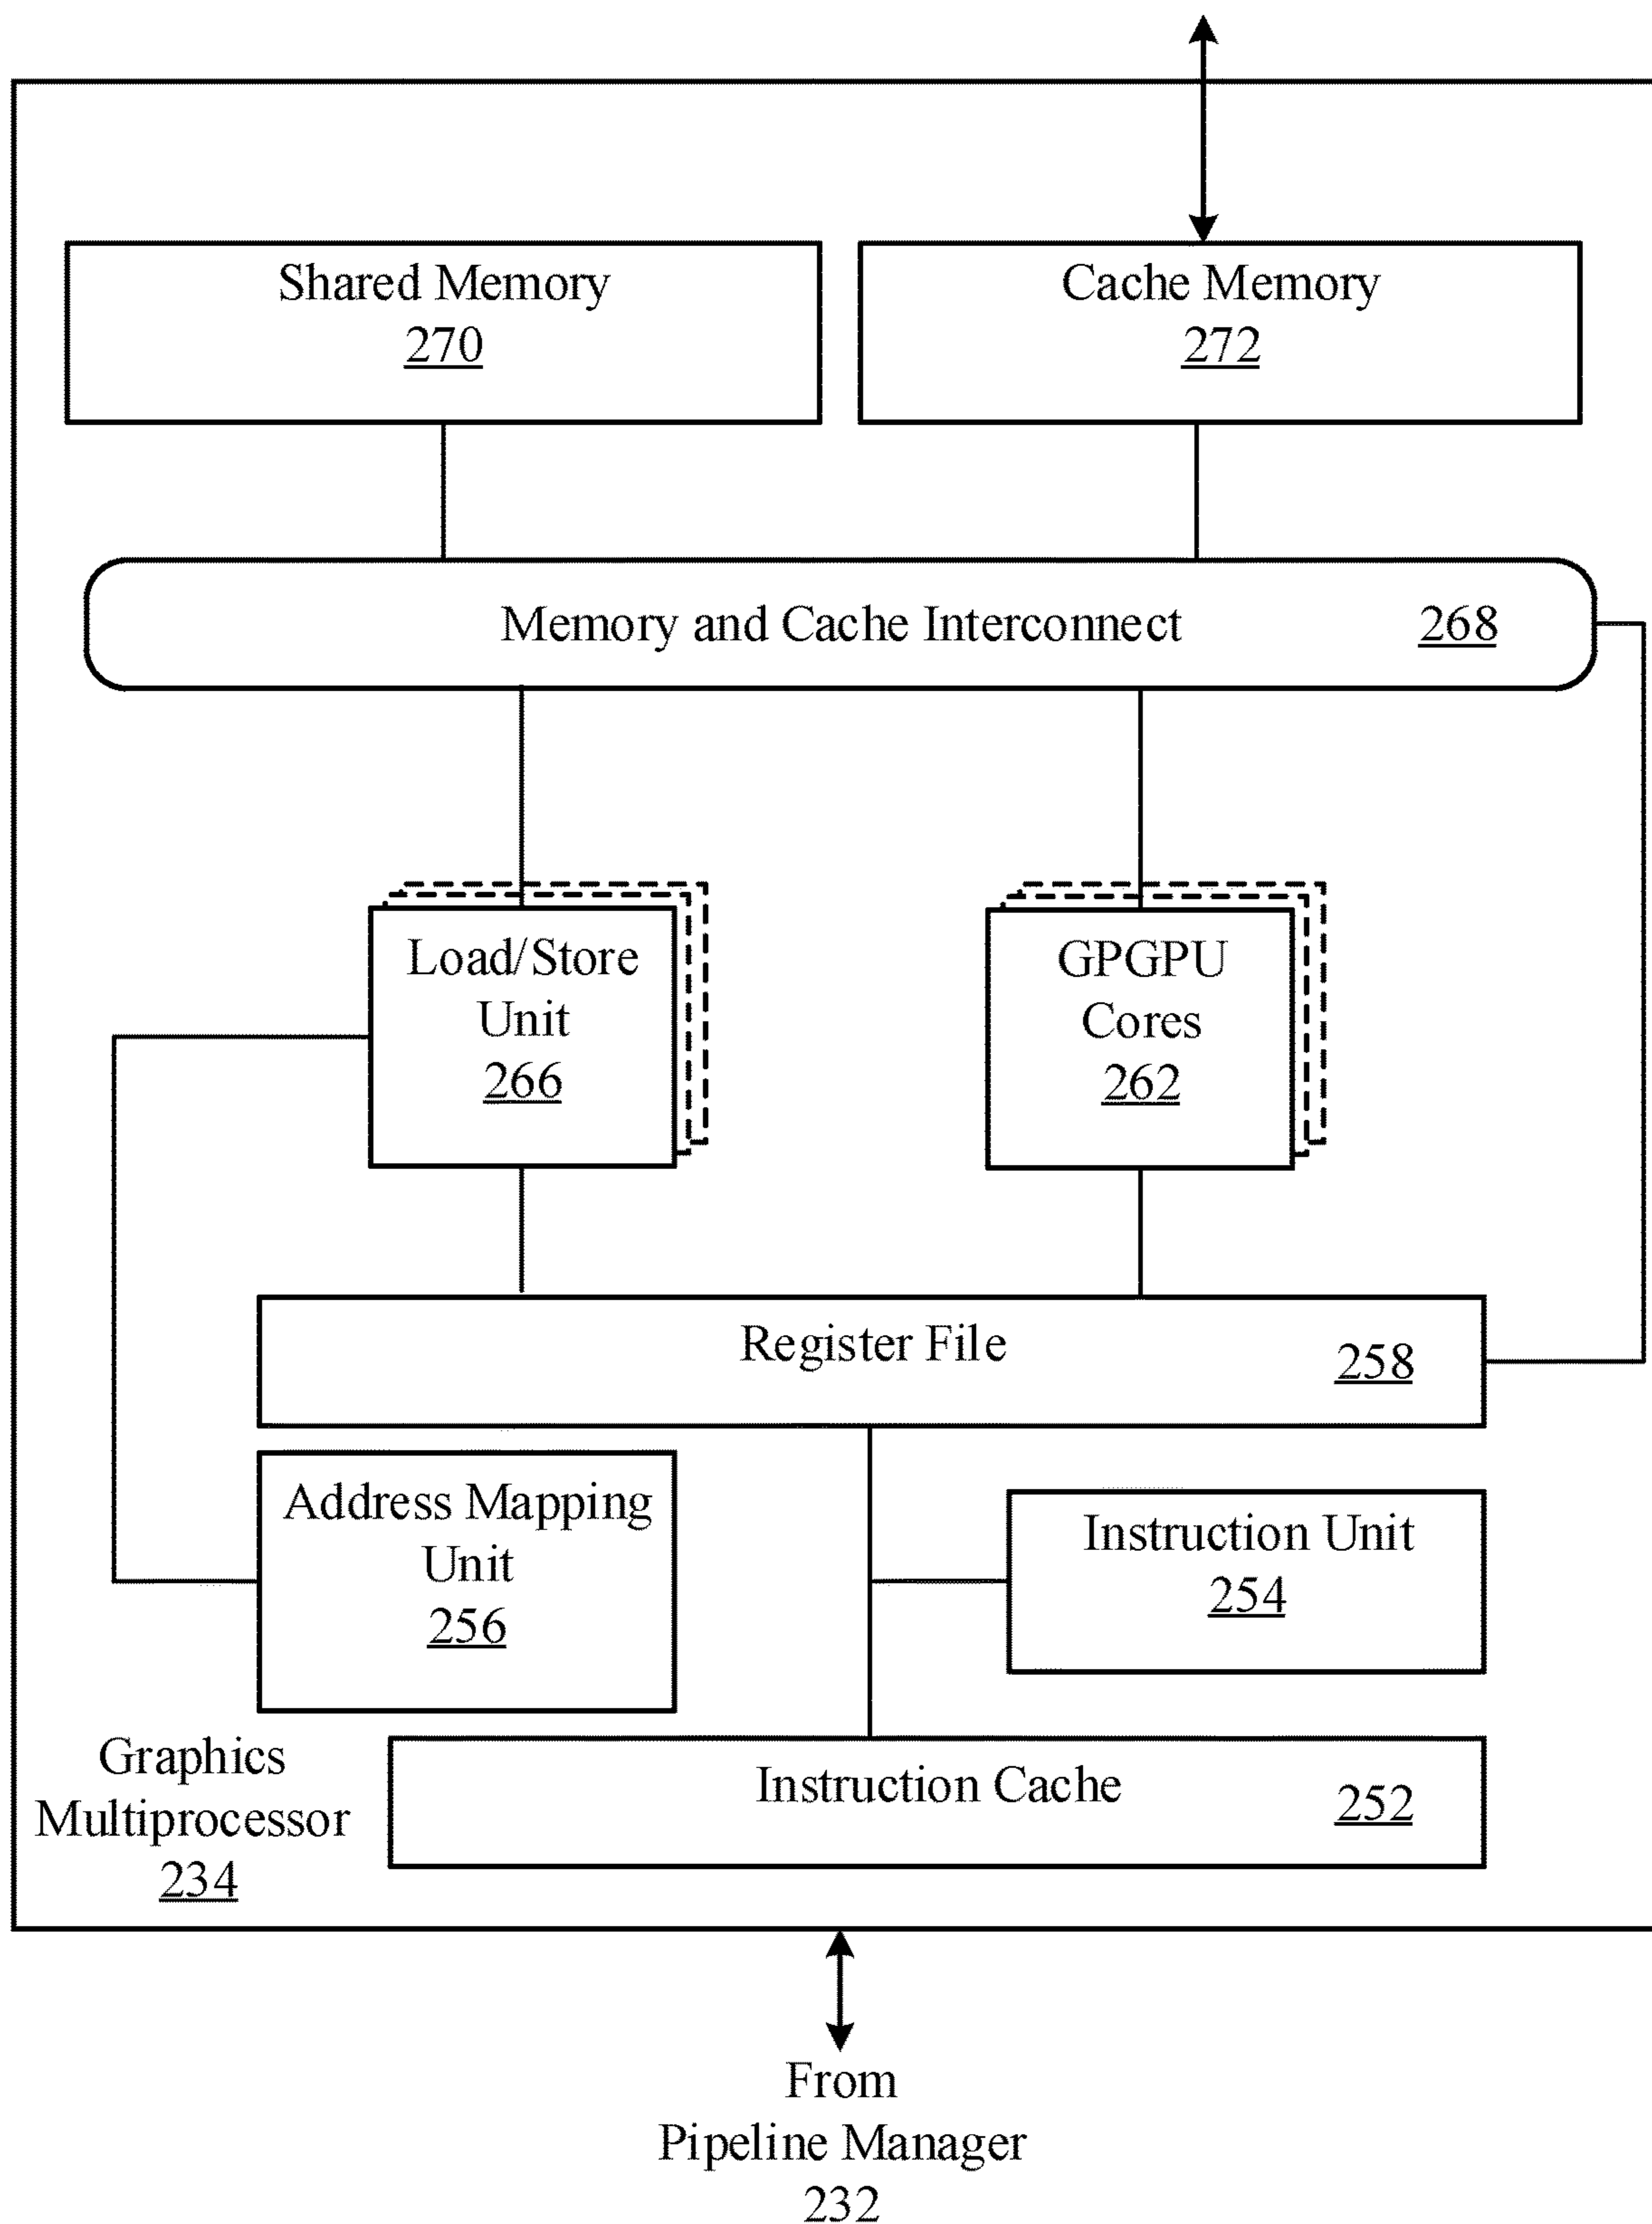 Shared Memory
270
Cache Memory
272
Memory and Cache Interconnect 268
Load/Store
Unit
266
GPGPU
Cores
262
Register File 258
Address Mapping
Unit
256
Instruction Unit
254
Graphics
Multiprocessor
234
Instruction Cache 252
From
Pipeline Manager
232